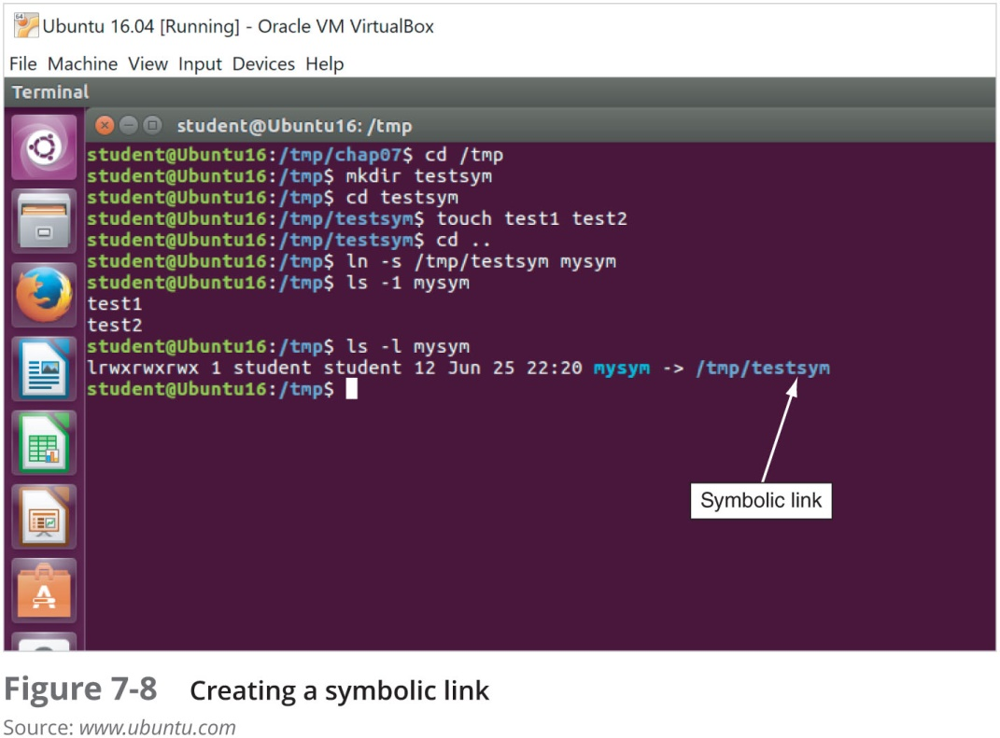 64
Ubuntu 16.04 [Running] - Oracle VM VirtualBox
File Machine View Input Devices Help
Terminal
student@Ubuntu16: /tmp
student@Ubuntu16:/tmp/chap07$ cd /tmp
student@Ubuntu16:/tmp$ mkdir testsym
student@Ubuntu16:/tmp$ cd testsym
student@Ubuntu16:/tmp/testsym$ touch test1 test2
student@Ubuntu16:/tmp/testsym$ cd ..
student@Ubuntu16:/tmp$ ln -s /tmp/testsym mysym
student@Ubuntu16:/tmp$ ls -1 mysym
test1
test2
student@Ubuntu16:/tmp$ ls -l mysym
lrwxrwxrwx 1 student student 12 Jun 25 22:20 mysym -> /tmp/testsym
student@Ubuntu16:/tmp$
Symbolic link
Figure 7-8 Creating a symbolic link
Source: www.ubuntu.com